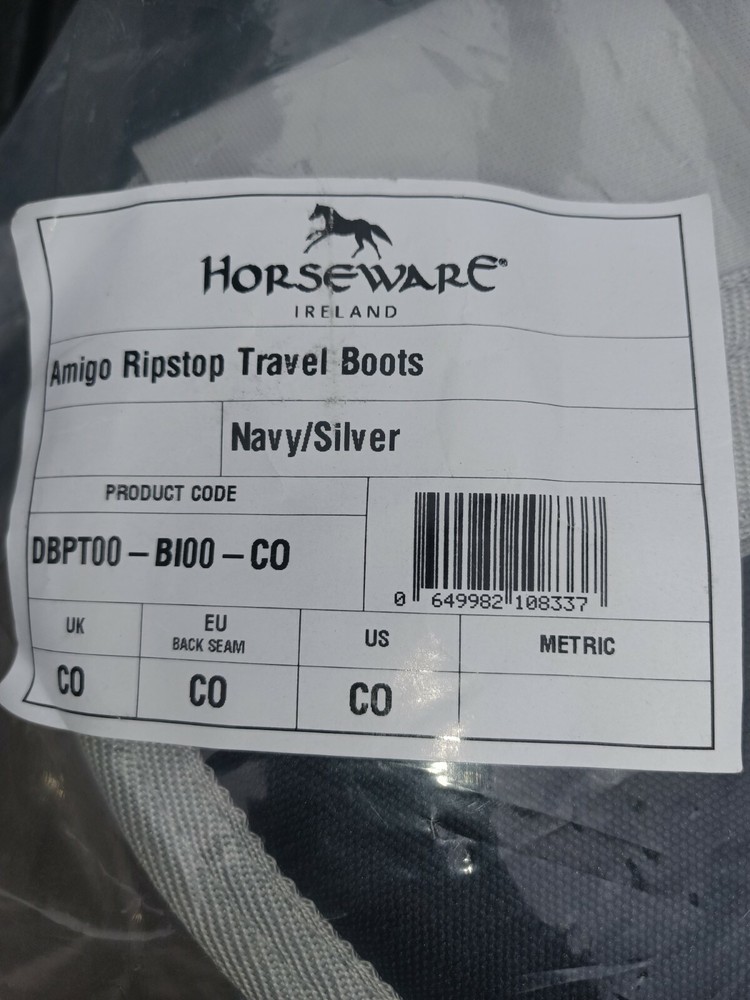 HORSEWARE®
IRELAND
Amigo Ripstop Travel Boots
Navy/Silver
PRODUCT CODE
DBPT00 – BI00 – CO
0 649982 108337
UK
EU
BACK SEAM
US
METRIC
CO
CO
CO